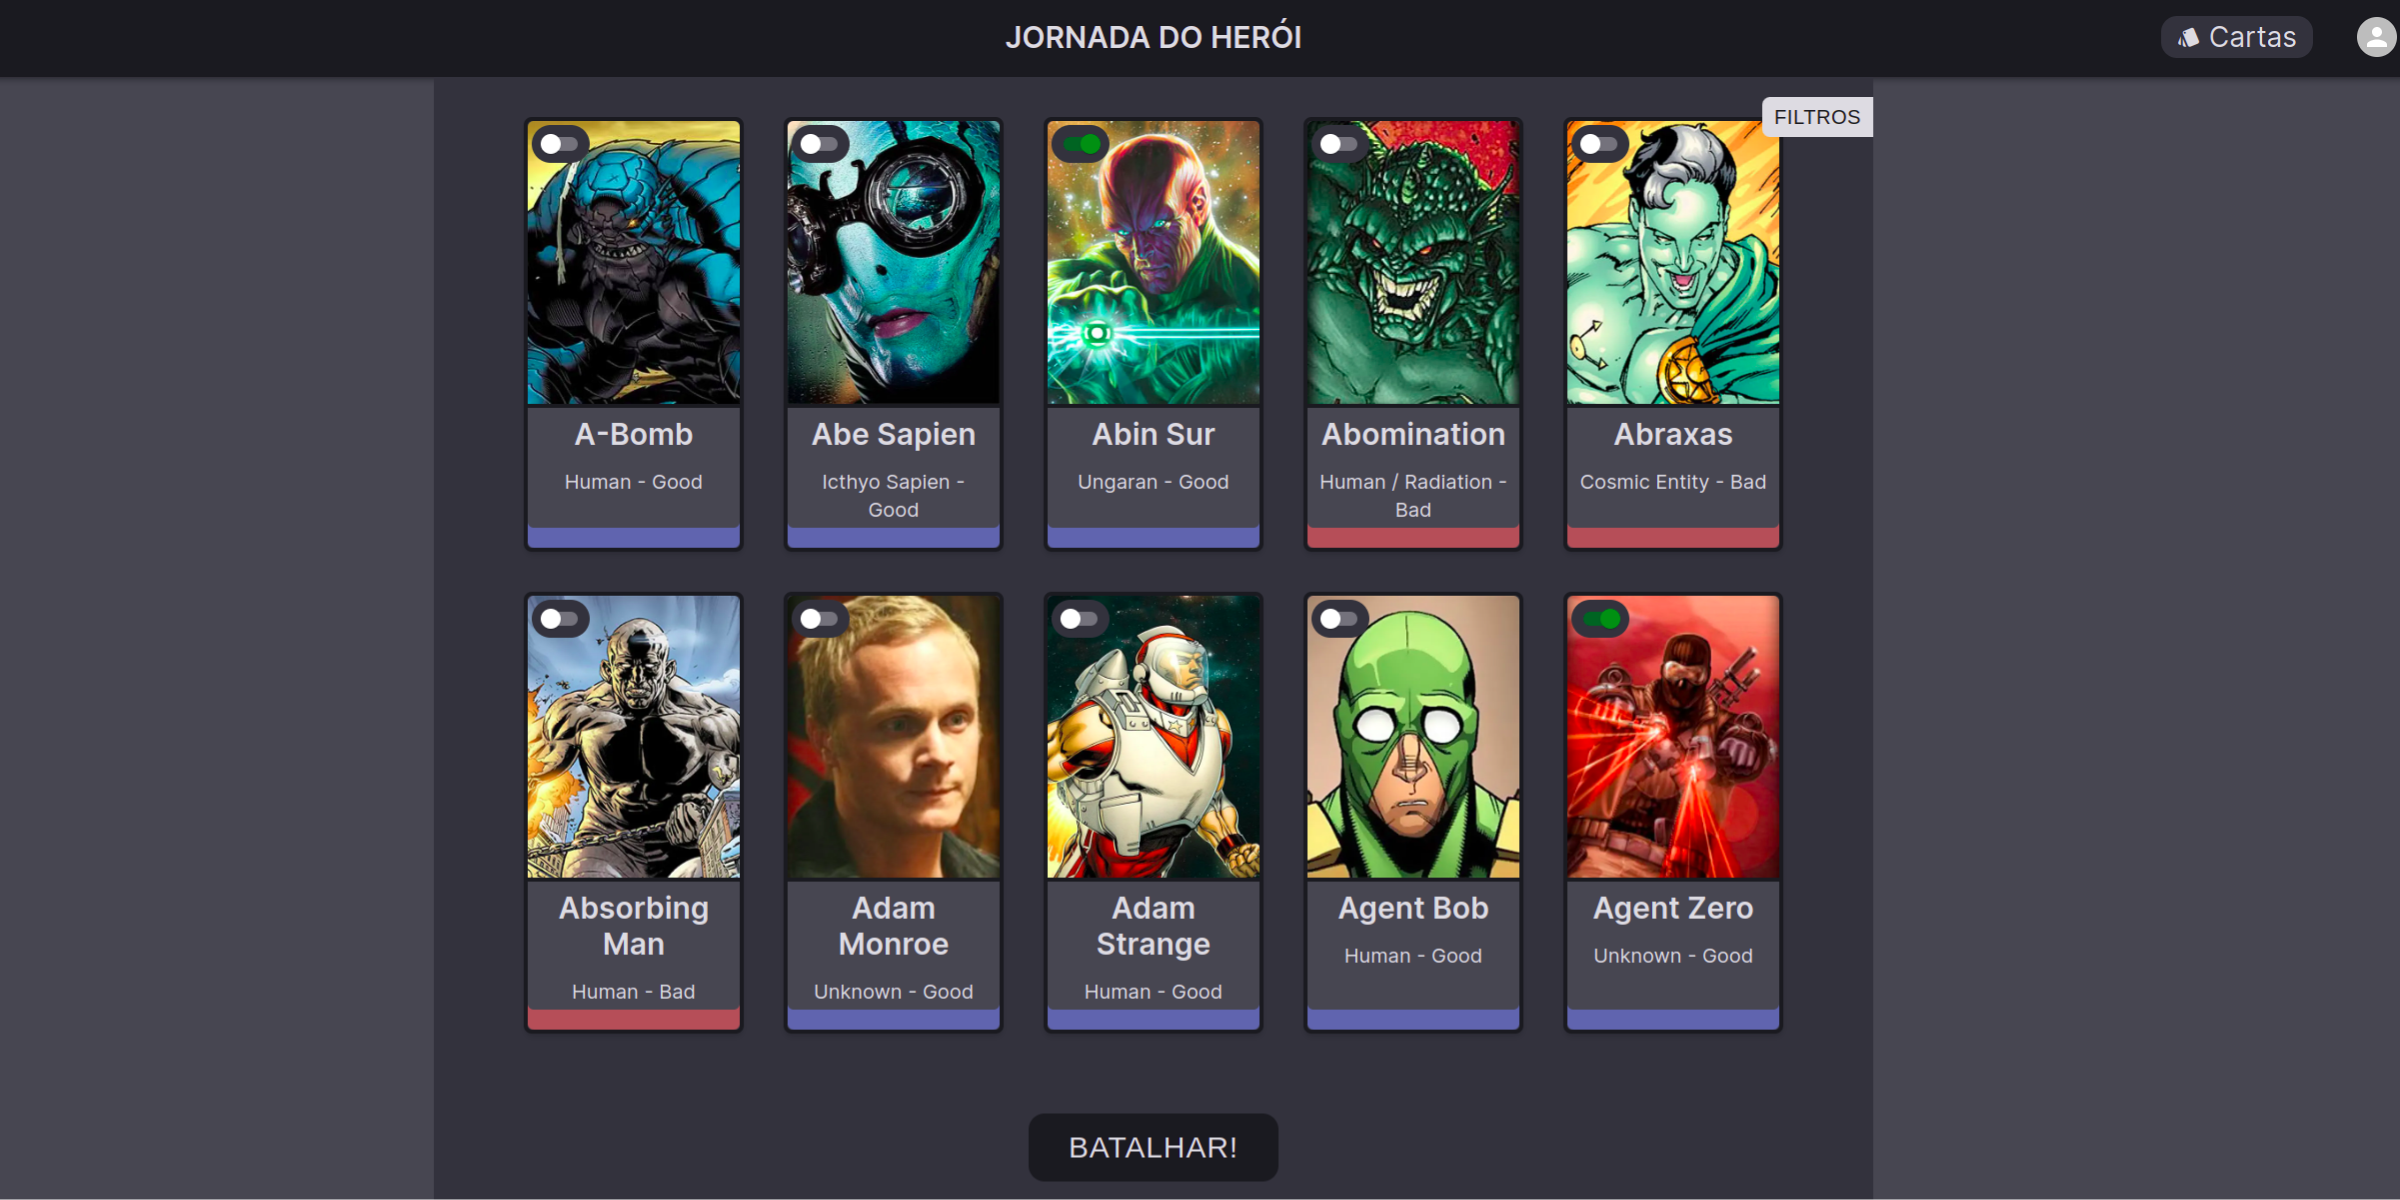 JORNADA DO HERÓI
Cartas
FILTROS
A-Bomb
Human - Good
Abe Sapien
Icthyo Sapien -
Good
Abin Sur
Ungaran - Good
Abomination
Human / Radiation -
Bad
Abraxas
Cosmic Entity - Bad
Absorbing
Man
Human - Bad
Adam
Monroe
Unknown - Good
Adam
Strange
Human - Good
Agent Bob
Human - Good
Agent Zero
Unknown - Good
BATALHAR!